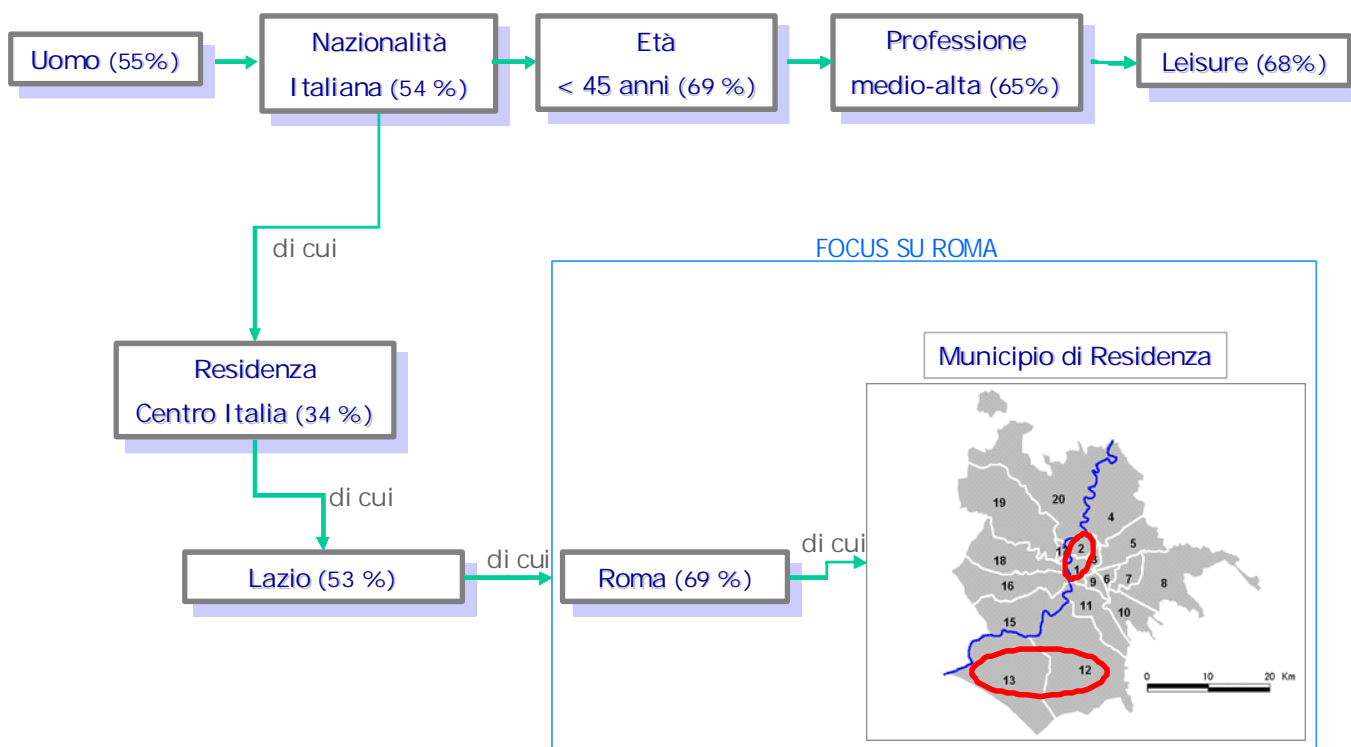 Uomo (55%)
Nazionalità
Italiana (54 %)
Età
< 45 anni (69 %)
Professione
medio-alta (65%)
Leisure (68%)
di cui
FOCUS SU ROMA
Residenza
Centro Italia (34 %)
di cui
Lazio (53 %)
di cui
Roma (69 %)
di cui
Municipio di Residenza
19
20
4
5
2
3
18
1
16
9
6
7
8
11
10
15
13
12
0 10 20 Km